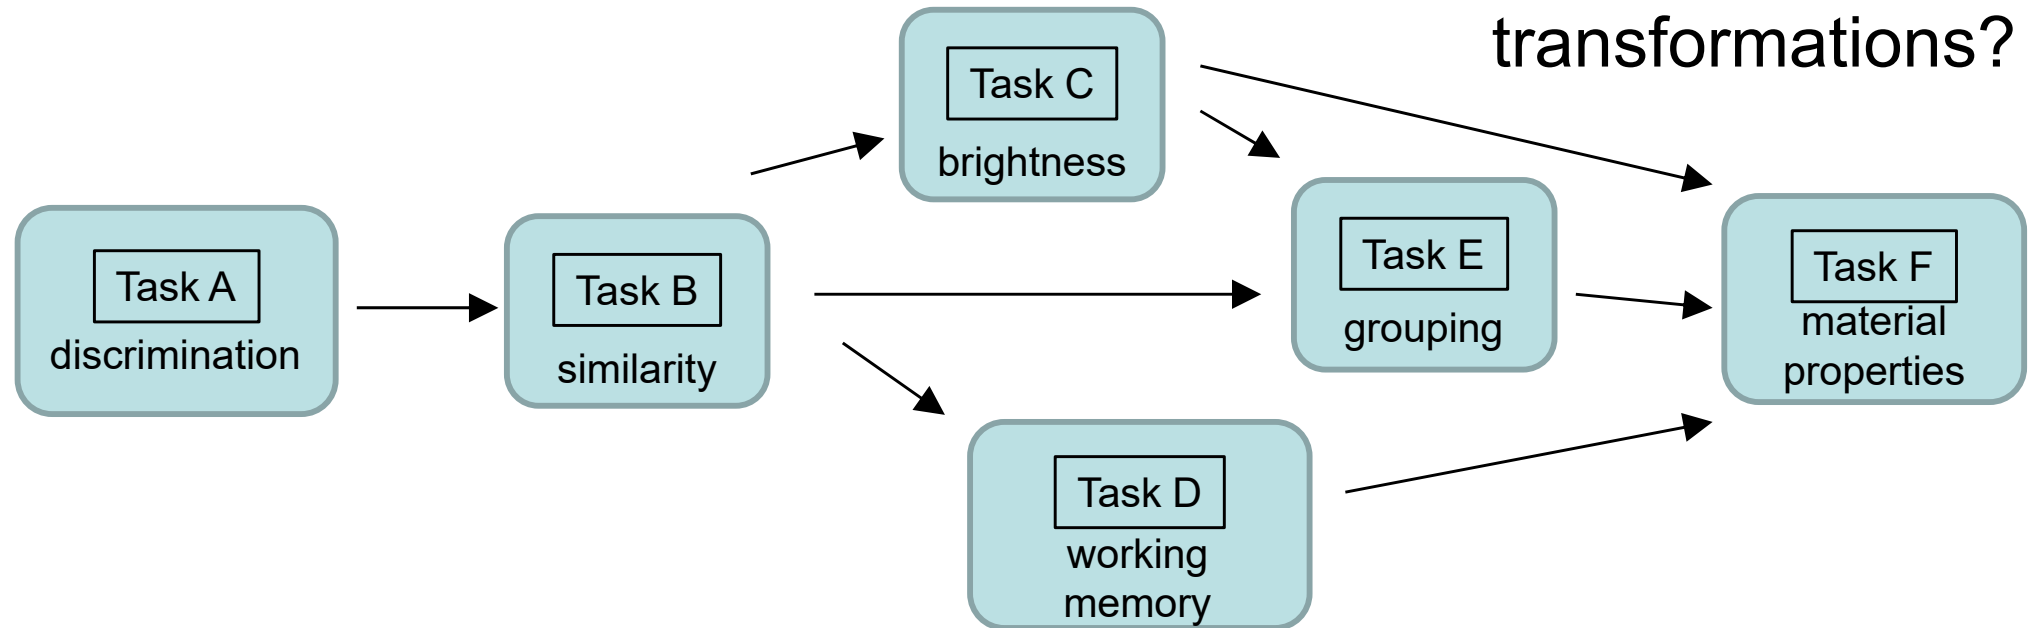 transformations?
Task A
discrimination
Task B
similarity
Task C
brightness
Task D
working
memory
Task E
grouping
Task F
material
properties